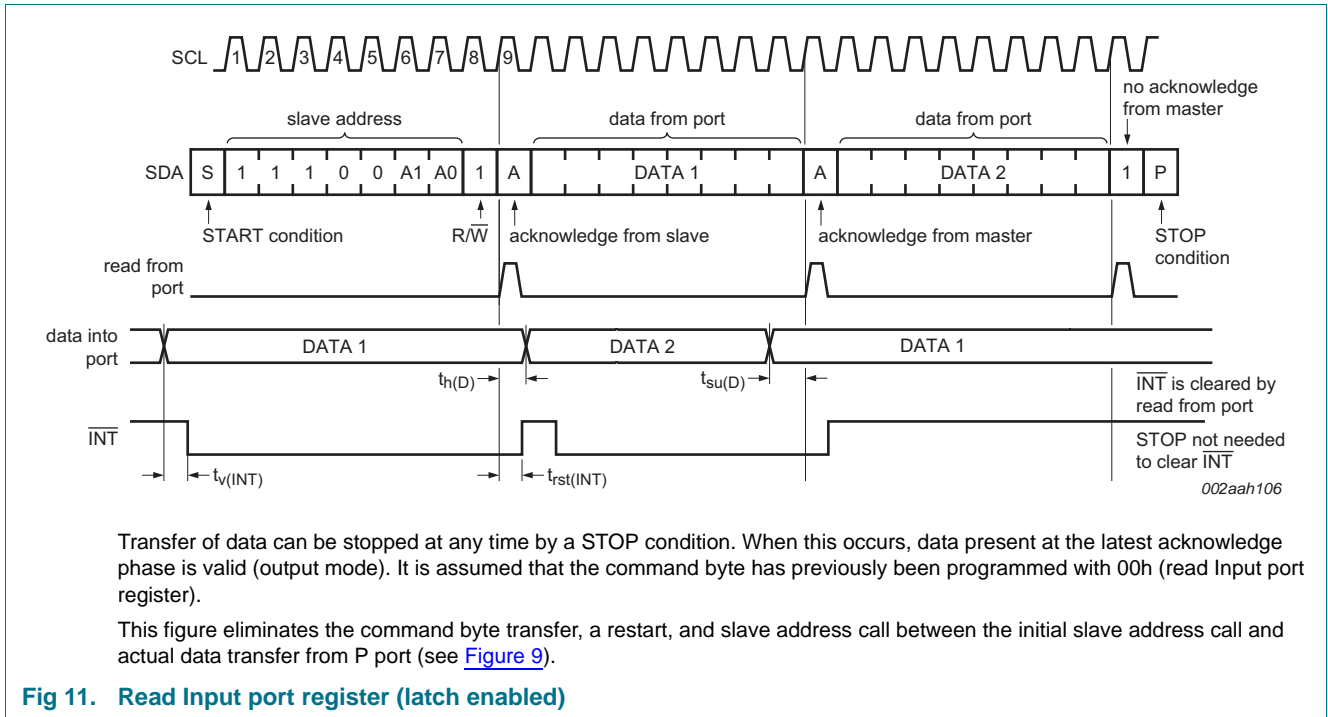 SCL 1 2 3 4 5 6 7 8 9
no acknowledge
from master
slave address data from port data from port
SDA S 1 1 1 0 0 A1 A0 1 A DATA 1 A DATA 2 1 P
START condition R/W acknowledge from slave acknowledge from master STOP
condition
read from
port
data into
port
DATA 1 DATA 2 DATA 1
th(D) tsu(D)
INT is cleared by
read from port
INT
STOP not needed
to clear INT
tv(INT) trst(INT)
002aah106
Transfer of data can be stopped at any time by a STOP condition. When this occurs, data present at the latest acknowledge
phase is valid (output mode). It is assumed that the command byte has previously been programmed with 00h (read Input port
register).
This figure eliminates the command byte transfer, a restart, and slave address call between the initial slave address call and
actual data transfer from P port (see Figure 9).
Fig 11. Read Input port register (latch enabled)